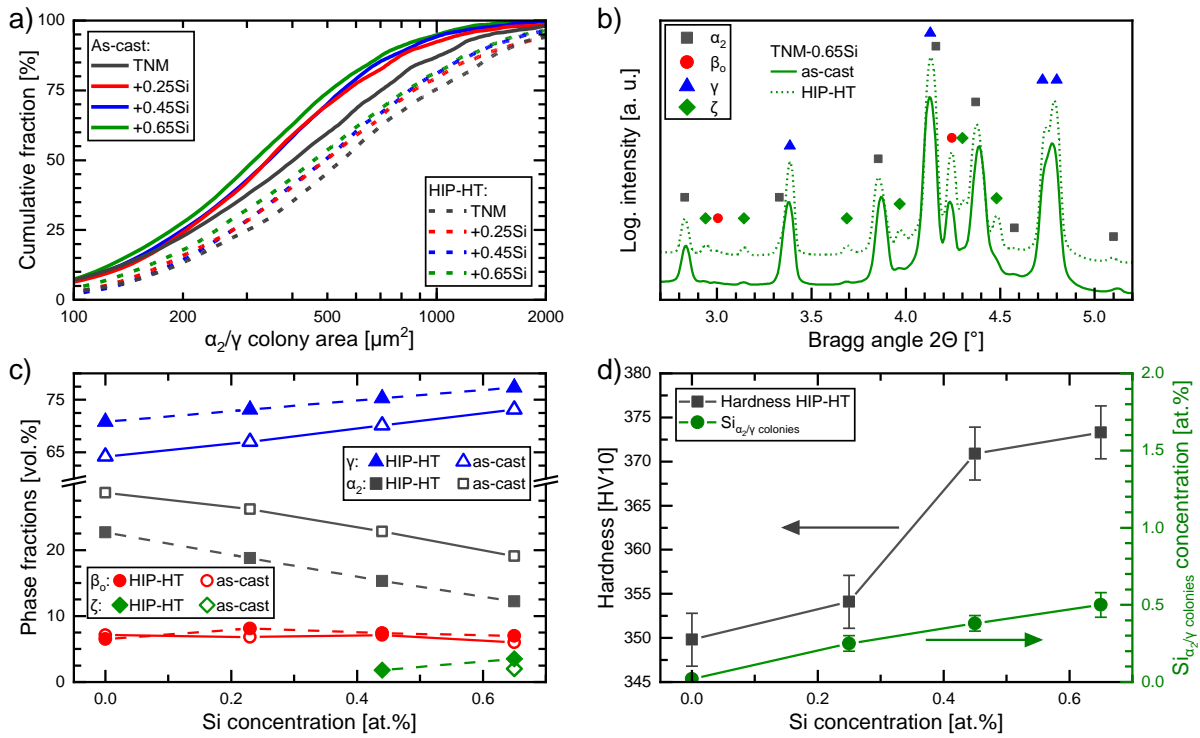 a)
As-cast:
TNM
+0.25Si
+0.45Si
+0.65Si
HIP-HT:
TNM
+0.25Si
+0.45Si
+0.65Si
Cumulative fraction [%]
100
75
50
25
0
100 200 500 1000 2000
α₂/γ colony area [µm²]
b)
α₂
βₒ
γ
ζ
TNM-0.65Si
as-cast
HIP-HT
Log. intensity [a. u.]
3.0 3.5 4.0 4.5 5.0
Bragg angle 2Θ [°]
c)
Phase fractions [vol.%]
75
65
20
10
5
0
γ: HIP-HT as-cast
α₂: HIP-HT as-cast
βₒ: HIP-HT as-cast
ζ: HIP-HT as-cast
0.0 0.2 0.4 0.6
Si concentration [at.%]
d)
Hardness HIP-HT
Si α₂/γ colonies
Hardness [HV10]
380
375
370
365
360
355
350
345
2.0
1.5
1.0
0.5
0.0
Si α₂/γ colonies concentration [at.%]
0.0 0.2 0.4 0.6
Si concentration [at.%]